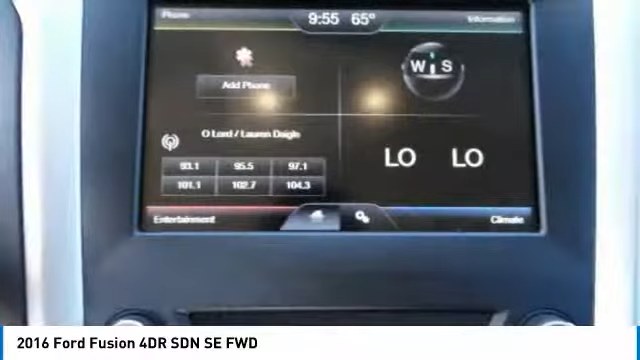 Phone 9:55 65° Information
W S
Add Phone
O Lord / Lauren Daigle
LO LO
93.1 95.5 97.1
101.1 102.7 104.3
Entertainment Climate
2016 Ford Fusion 4DR SDN SE FWD